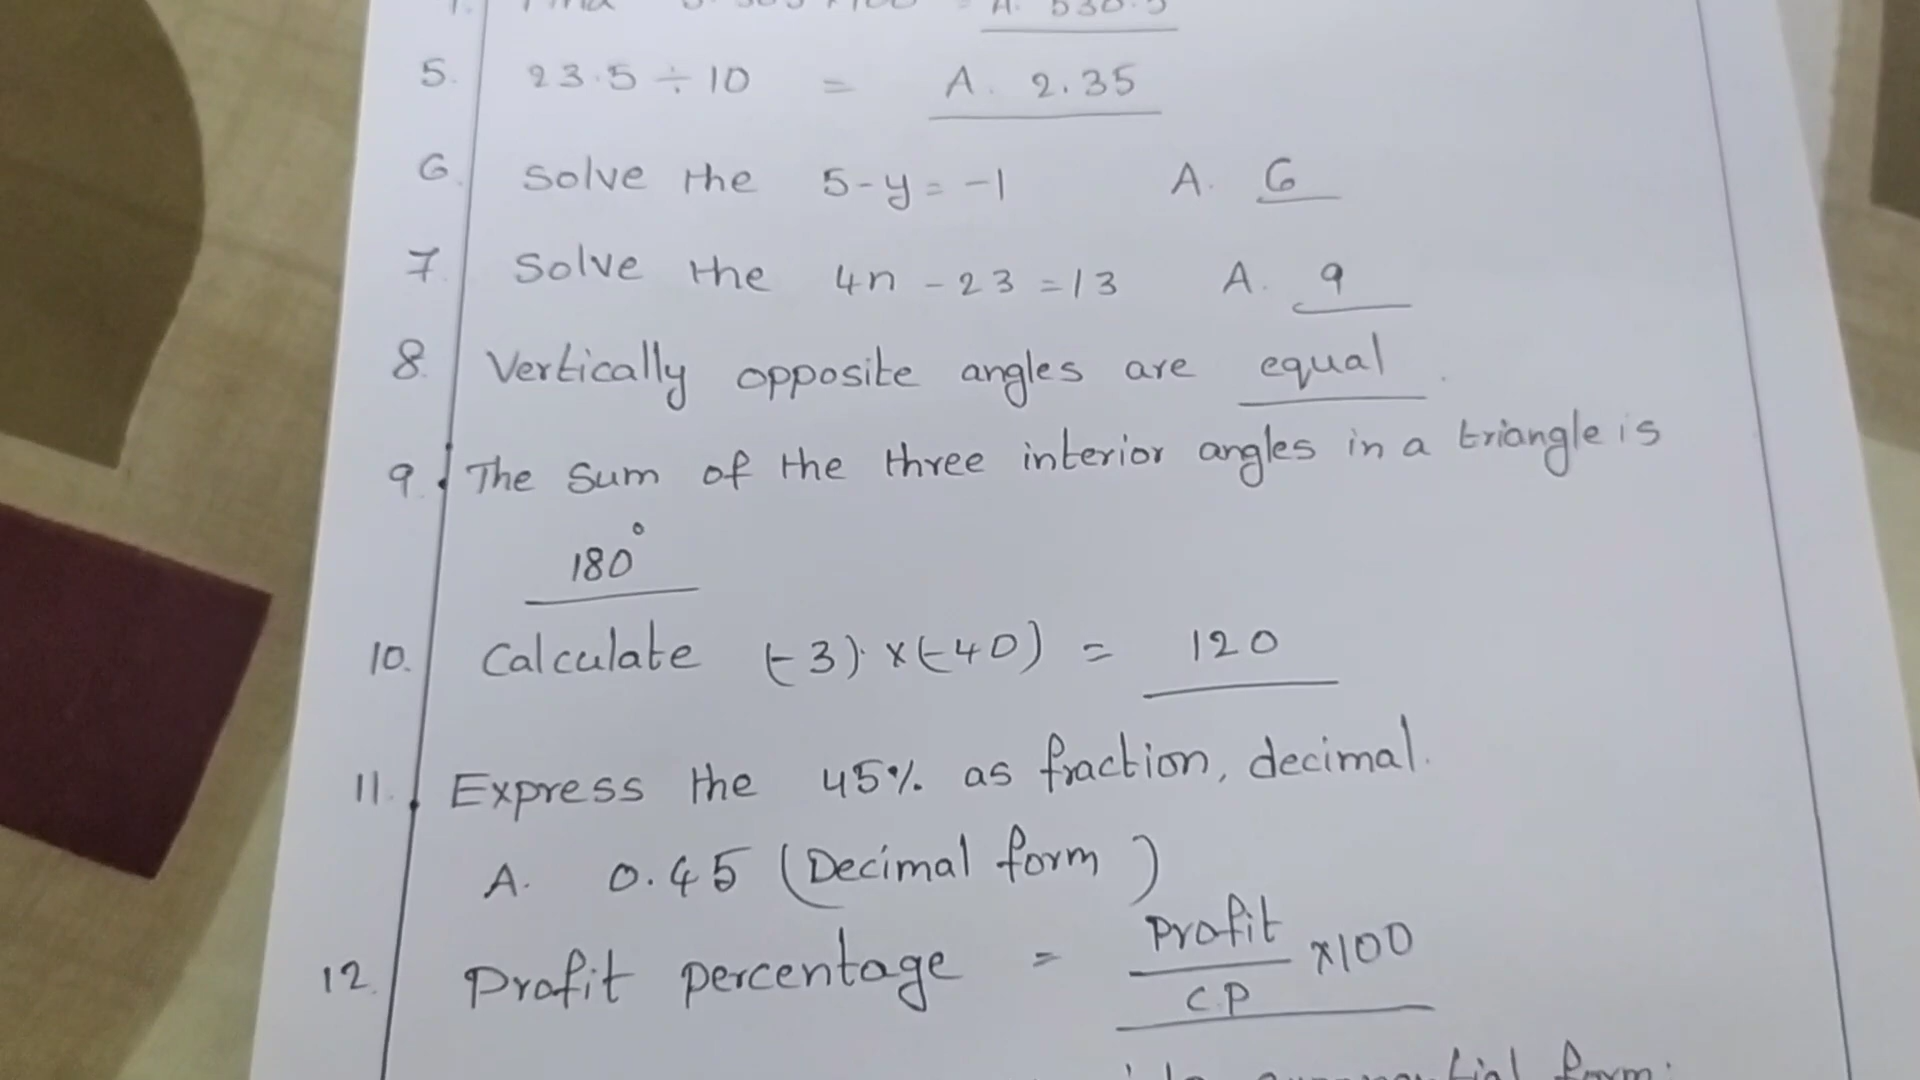 A. 530.5
5. 23.5 ÷ 10 = A. 2.35
6. Solve the 5-y = -1 A. 6
7. Solve the 4n - 23 = 13 A. 9
8. Vertically opposite angles are equal.
9. The Sum of the three interior angles in a triangle is
180°
10. Calculate (-3) x (-40) = 120
11. Express the 45% as fraction, decimal.
A. 0.45 (Decimal form)
12. Profit percentage = Profit/C.P x100
form: